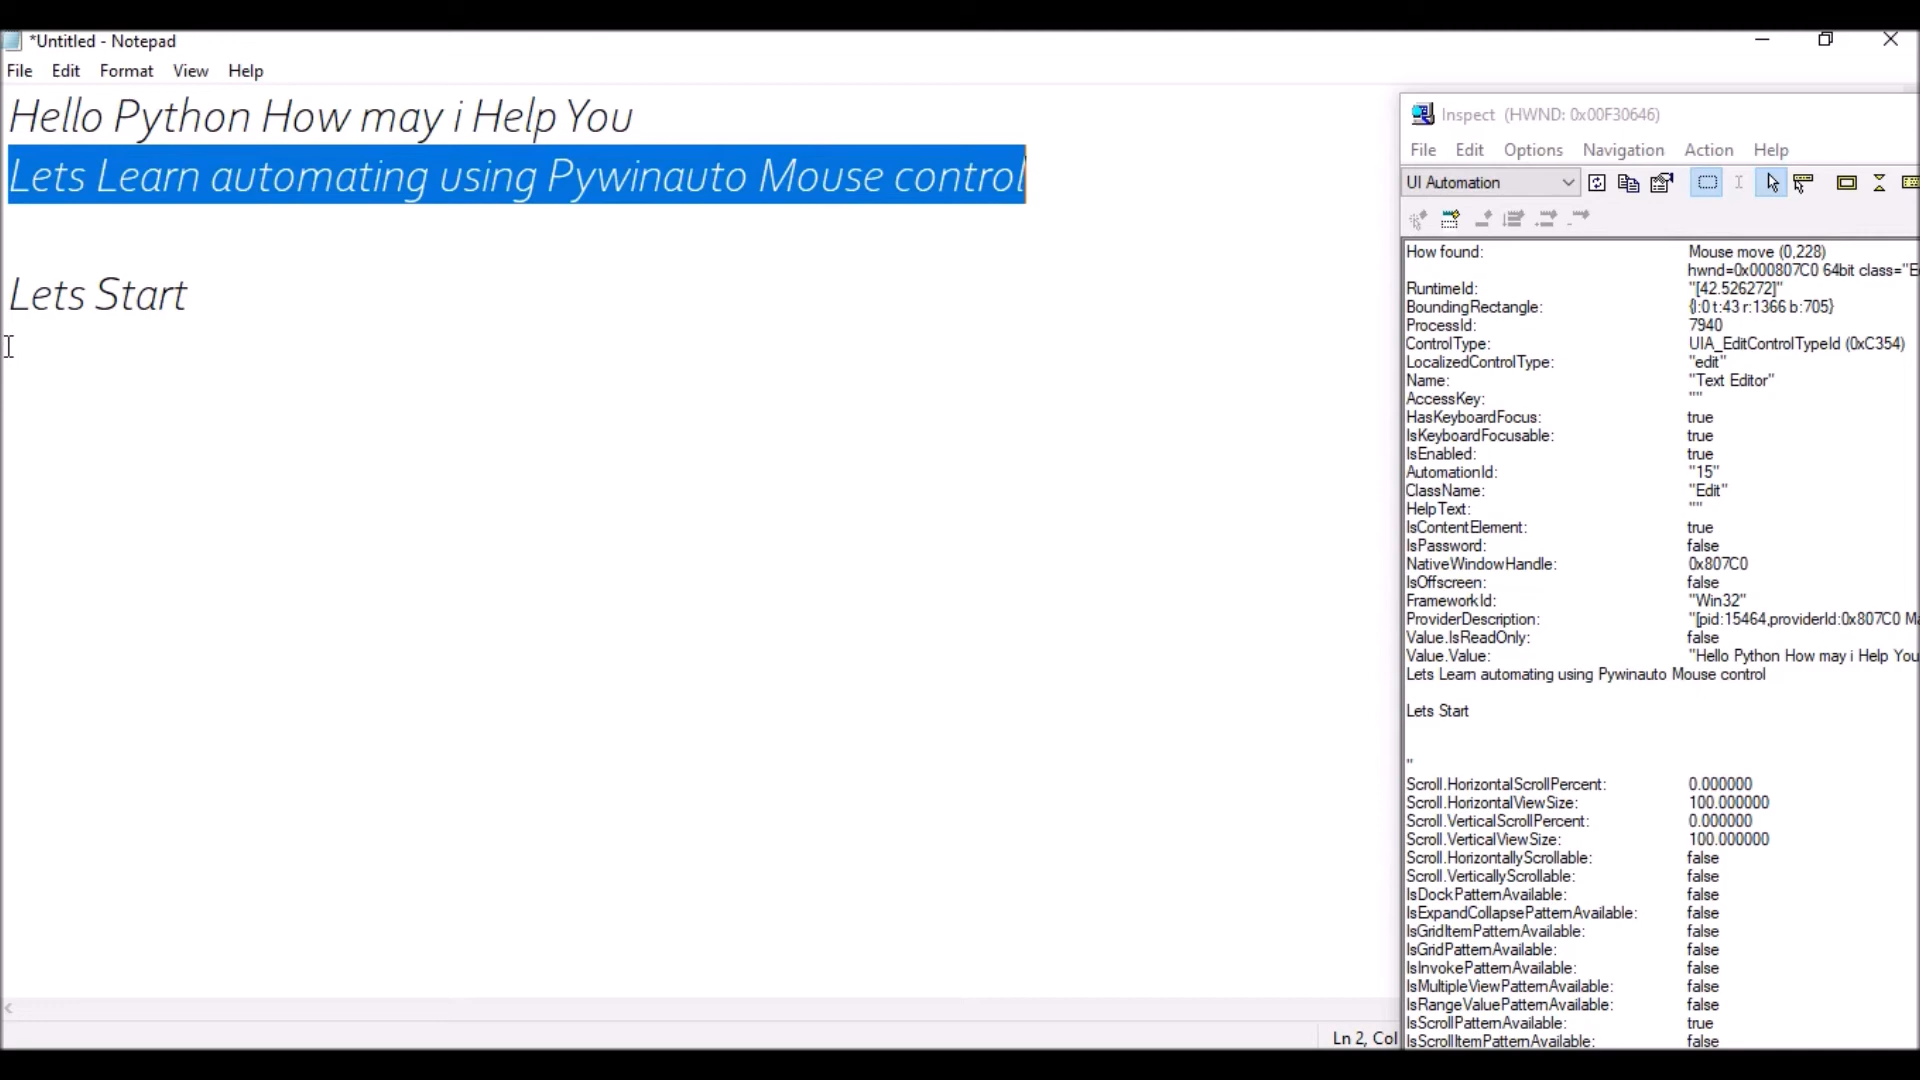 *Untitled - Notepad
File Edit Format View Help
Hello Python How may i Help You
Lets Learn automating using Pywinauto Mouse control
Lets Start
Ln 2, Col
Inspect (HWND: 0x00F30646)
File Edit Options Navigation Action Help
UI Automation
How found: Mouse move (0,228)
hwnd=0x000807C0 64bit class="E
RuntimeId: "[42.526272]"
BoundingRectangle: {l:0 t:43 r:1366 b:705}
ProcessId: 7940
ControlType: UIA_EditControlTypeId (0xC354)
LocalizedControlType: "edit"
Name: "Text Editor"
AccessKey: ""
HasKeyboardFocus: true
IsKeyboardFocusable: true
IsEnabled: true
AutomationId: "15"
ClassName: "Edit"
HelpText: ""
IsContentElement: true
IsPassword: false
NativeWindowHandle: 0x807C0
IsOffscreen: false
FrameworkId: "Win32"
ProviderDescription: "[pid:15464,providerId:0x807C0 Ma
Value.IsReadOnly: false
Value.Value: "Hello Python How may i Help You
Lets Learn automating using Pywinauto Mouse control
Lets Start
"
Scroll.HorizontalScrollPercent: 0.000000
Scroll.HorizontalViewSize: 100.000000
Scroll.VerticalScrollPercent: 0.000000
Scroll.VerticalViewSize: 100.000000
Scroll.HorizontallyScrollable: false
Scroll.VerticallyScrollable: false
IsDockPatternAvailable: false
IsExpandCollapsePatternAvailable: false
IsGridItemPatternAvailable: false
IsGridPatternAvailable: false
IsInvokePatternAvailable: false
IsMultipleViewPatternAvailable: false
IsRangeValuePatternAvailable: false
IsScrollPatternAvailable: true
IsScrollItemPatternAvailable: false